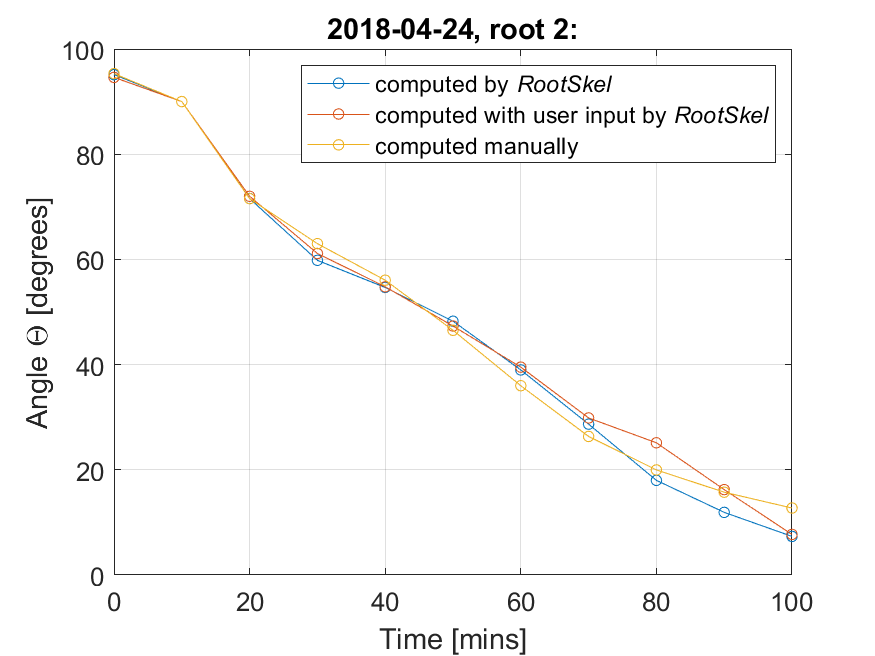 2018-04-24, root 2:
100
80
60
40
20
0
Angle Θ [degrees]
computed by RootSkel
computed with user input by RootSkel
computed manually
0 20 40 60 80 100
Time [mins]